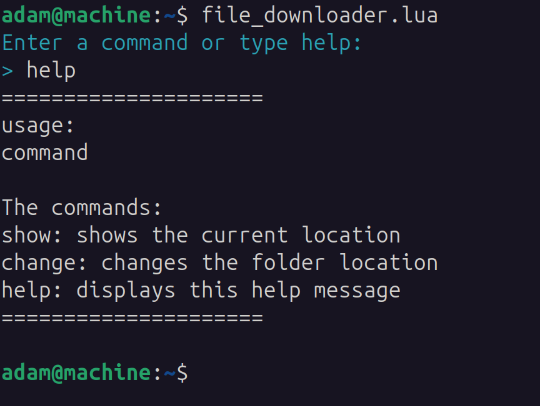 adam@machine:~$ file_downloader.lua
Enter a command or type help:
> help
=====================
usage:
command

The commands:
show: shows the current location
change: changes the folder location
help: displays this help message
=====================

adam@machine:~$